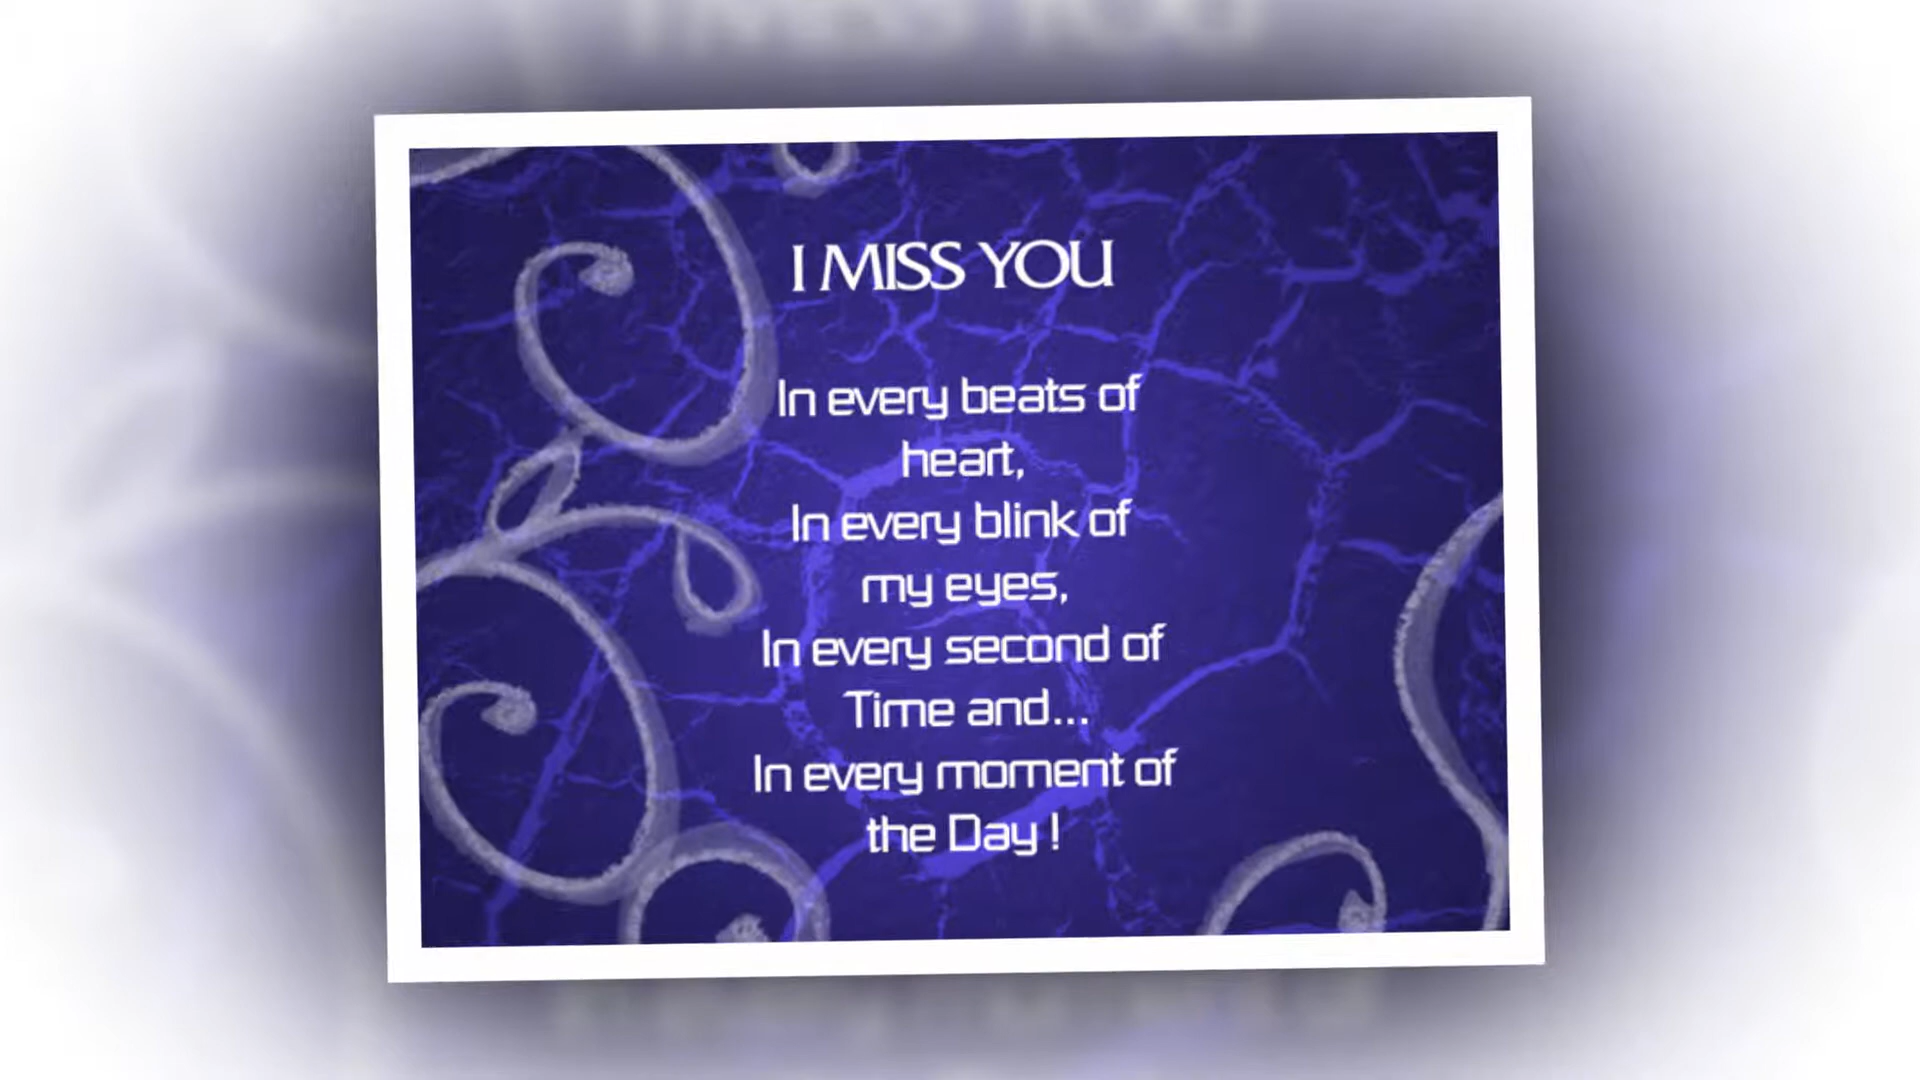 I MISS YOU
In every beats of
heart,
In every blink of
my eyes,
In every second of
Time and...
In every moment of
the Day !